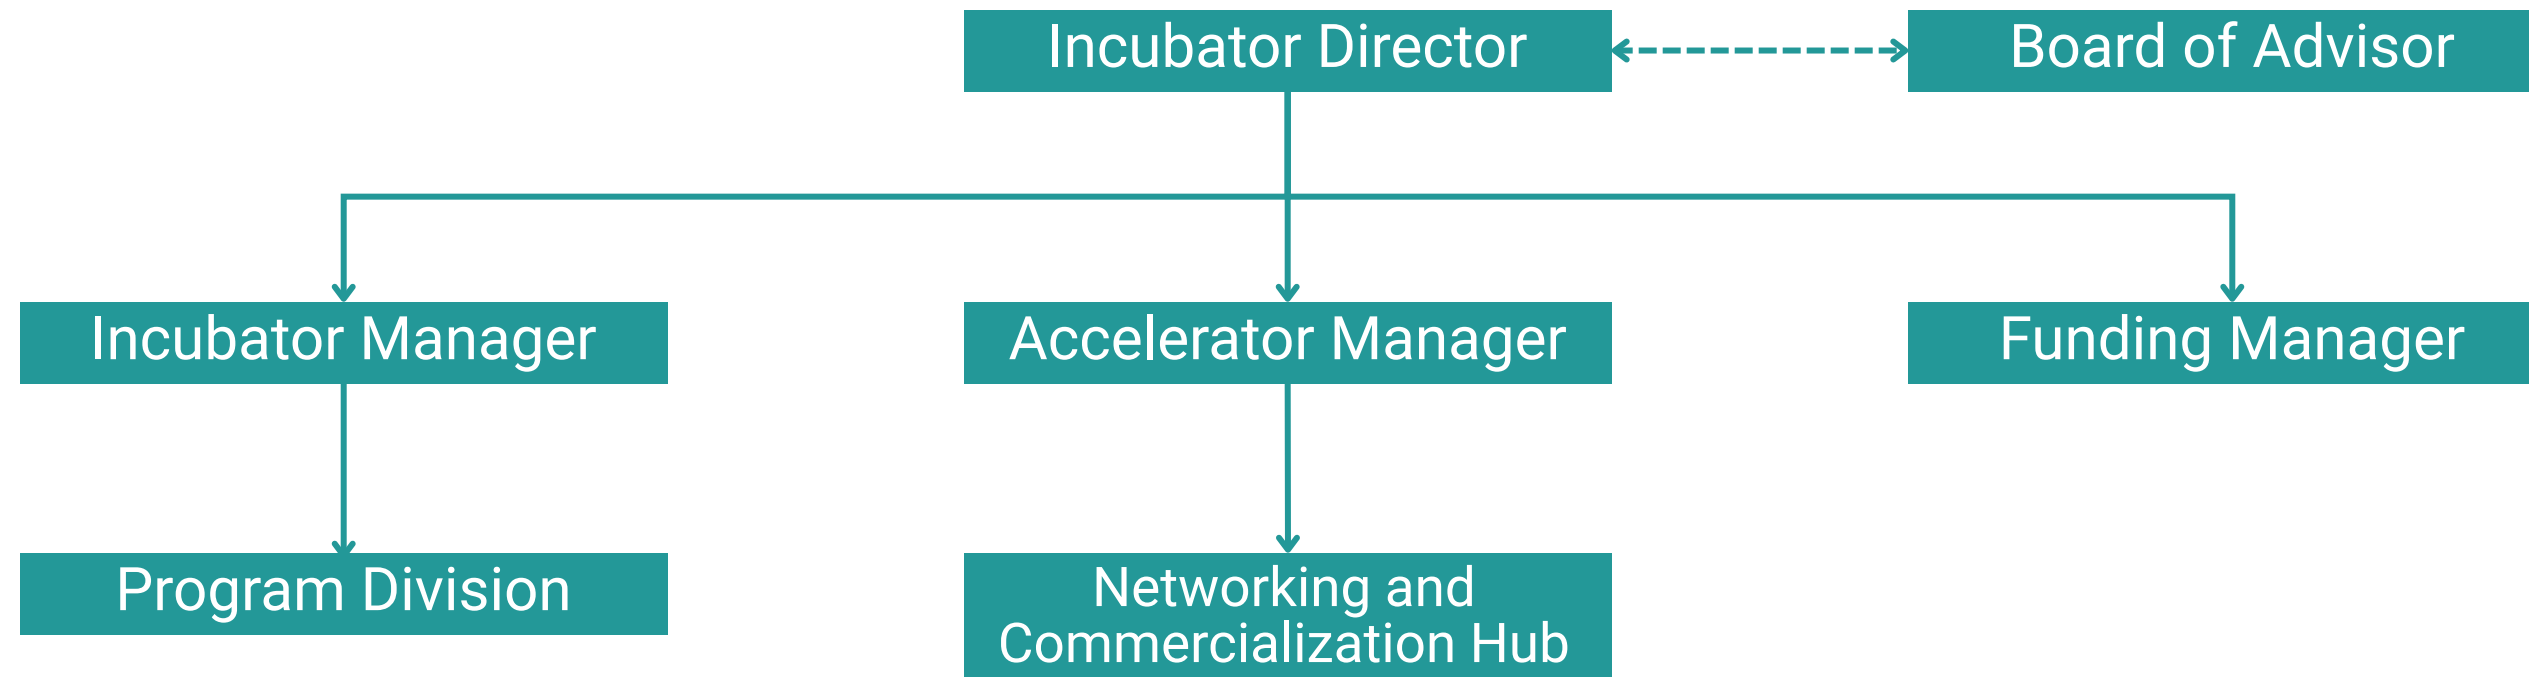 Incubator Director
Board of Advisor
Incubator Manager
Accelerator Manager
Funding Manager
Program Division
Networking and
Commercialization Hub